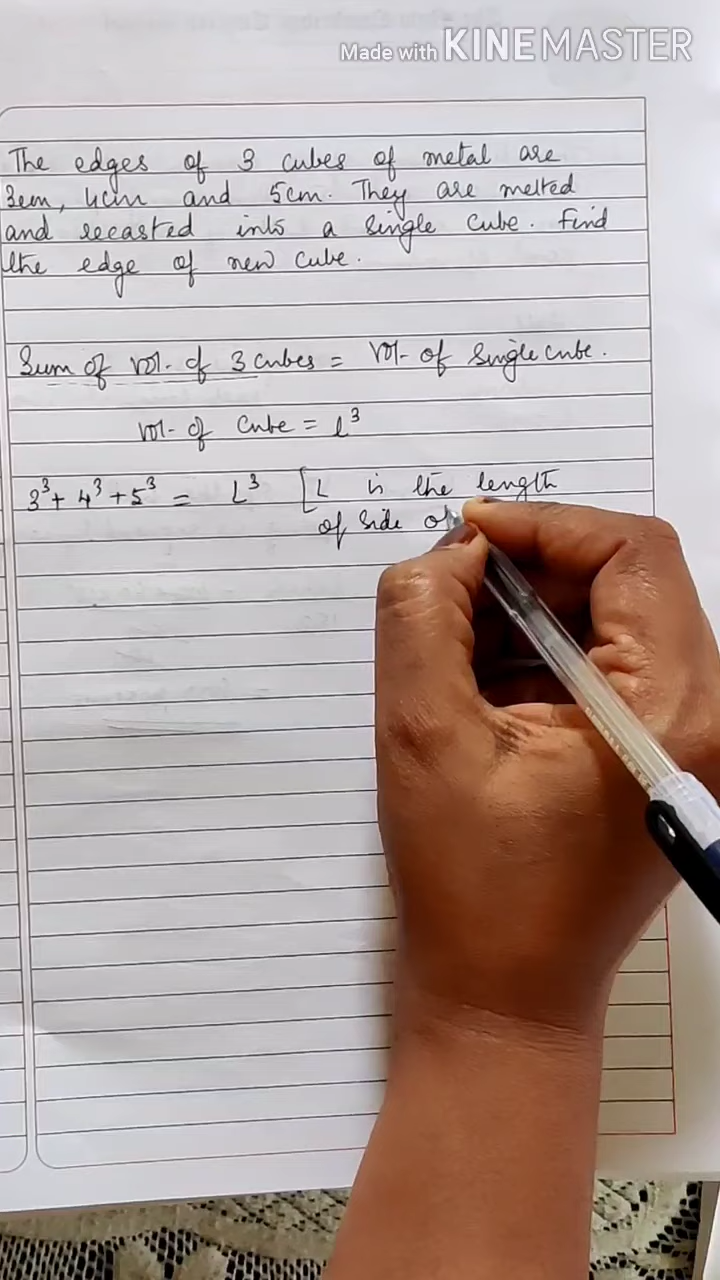 Made with KINEMASTER
The edges of 3 cubes of metal are
3cm, 4cm and 5cm. They are melted
and recasted into a single cube. Find
the edge of new cube.
Sum of vol. of 3 cubes = Vol. of single cube.
Vol. of Cube = l³
3³ + 4³ + 5³ = L³ [L is the length
of side of